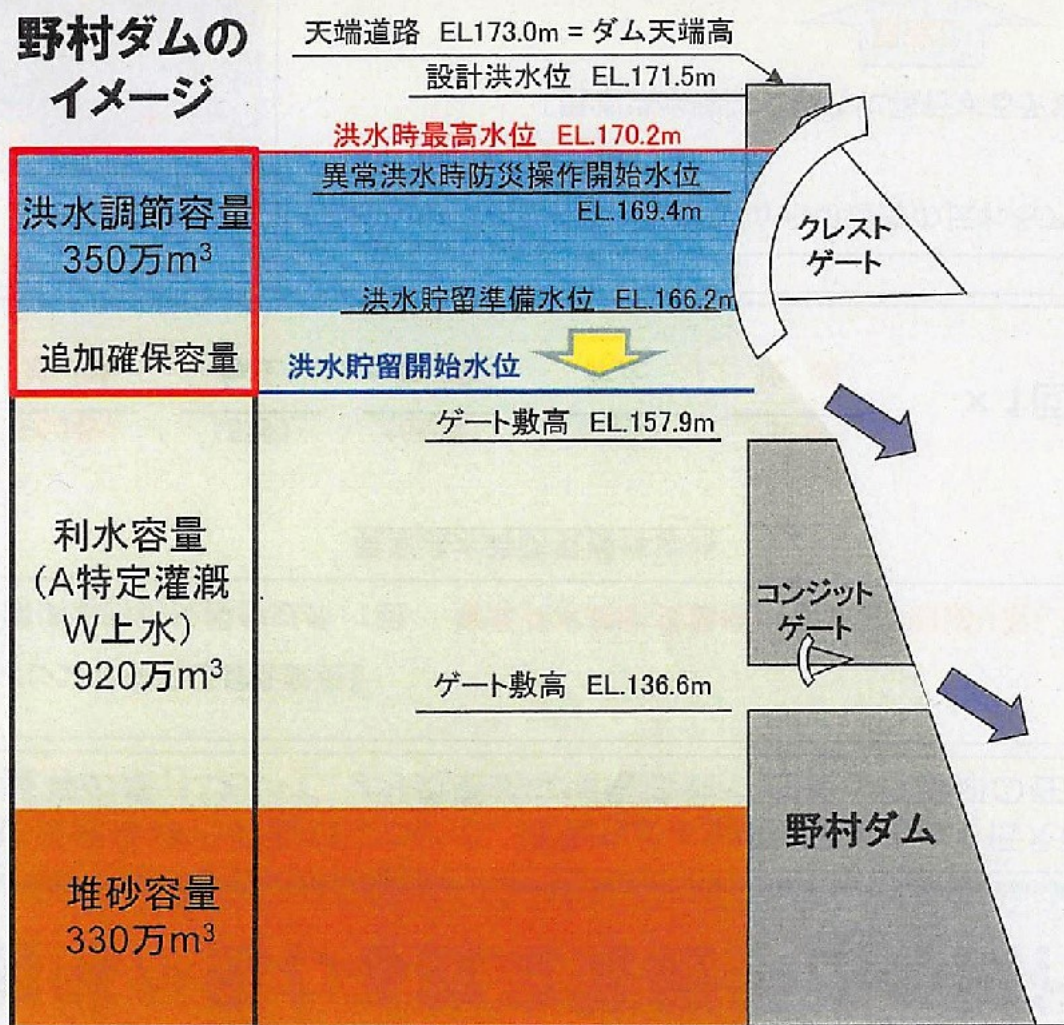 野村ダムの
イメージ
天端道路 EL173.0m = ダム天端高
設計洪水位 EL.171.5m
洪水時最高水位 EL.170.2m
異常洪水時防災操作開始水位
EL.169.4m
洪水調節容量
350万m³
クレスト
ゲート
洪水貯留準備水位 EL.166.2m
追加確保容量
洪水貯留開始水位
ゲート敷高 EL.157.9m
利水容量
(A特定灌漑
W上水)
920万m³
コンジット
ゲート
ゲート敷高 EL.136.6m
野村ダム
堆砂容量
330万m³